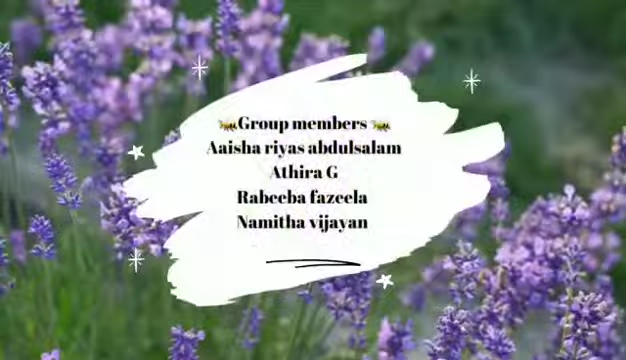 🐝Group members 🐝
Aaisha riyas abdulsalam
Athira G
Rabeeba fazeela
Namitha vijayan